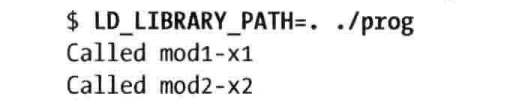 $ LD_LIBRARY_PATH=. ./prog
Called mod1-x1
Called mod2-x2